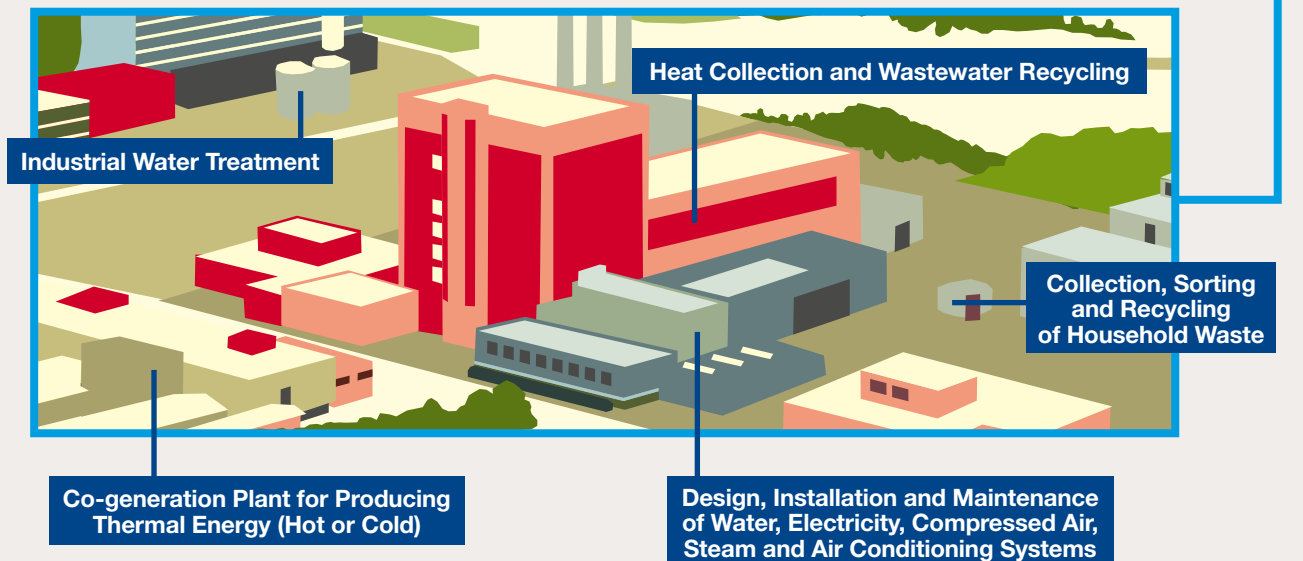 Heat Collection and Wastewater Recycling
Industrial Water Treatment
Collection, Sorting
and Recycling
of Household Waste
Co-generation Plant for Producing
Thermal Energy (Hot or Cold)
Design, Installation and Maintenance
of Water, Electricity, Compressed Air,
Steam and Air Conditioning Systems